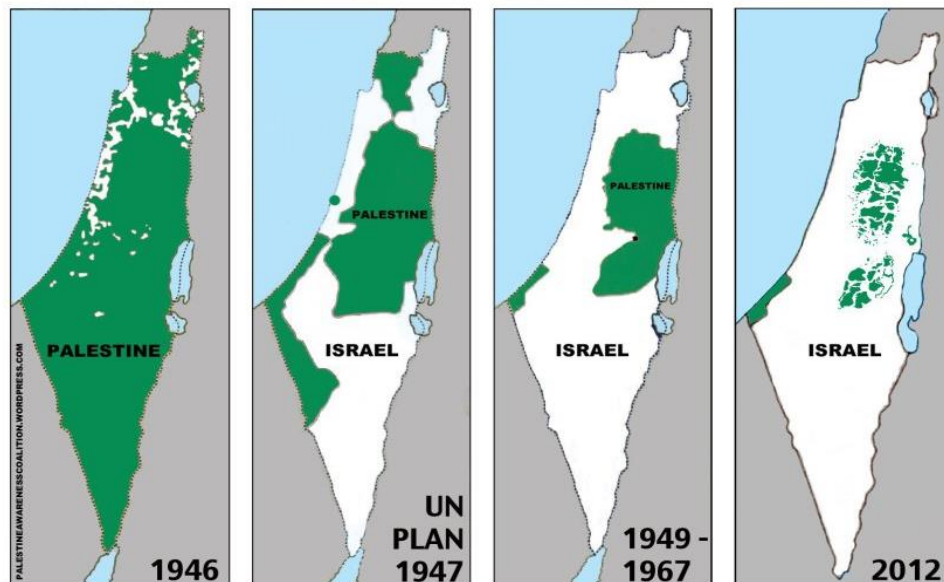 PALESTINEAWARENESSCOALITION.WORDPRESS.COM
PALESTINE
1946
PALESTINE
ISRAEL
UN
PLAN
1947
PALESTINE
ISRAEL
1949 -
1967
ISRAEL
2012